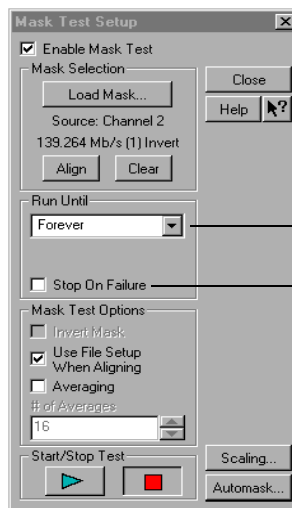 Mask Test Setup
Enable Mask Test
Mask Selection
Load Mask...
Source: Channel 2
139.264 Mb/s (1) Invert
Align
Clear
Close
Help
?
Run Until
Forever
Stop On Failure
Mask Test Options
Invert Mask
Use File Setup
When Aligning
Averaging
# of Averages
16
Start/Stop Test
Scaling...
Automask...